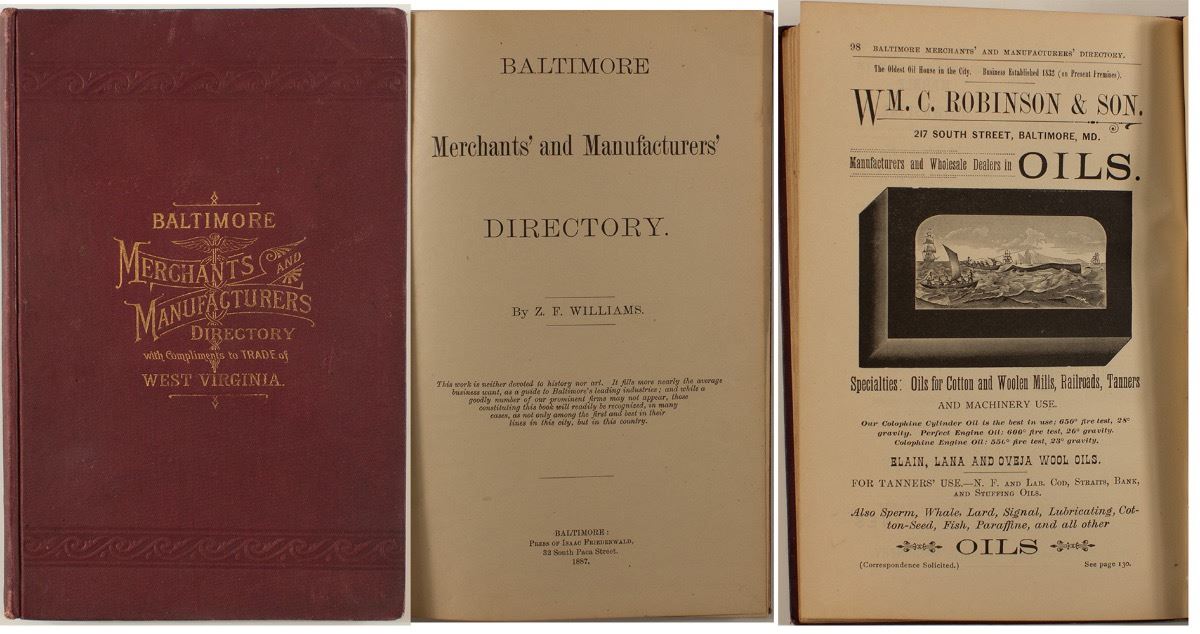 BALTIMORE
MERCHANTS AND
MANUFACTURERS
DIRECTORY
with Compliments to TRADE of
WEST VIRGINIA.
BALTIMORE
Merchants' and Manufacturers'
DIRECTORY.
By Z. F. WILLIAMS.
This work is neither devoted to history nor art. It fills more nearly the average
business want, as a guide to Baltimore's leading industries; and while a
goodly number of our prominent firms may not appear, those
constituting this book will readily be recognized, in many
cases, as not only among the first and best in their
lines in this city, but in this country.
BALTIMORE:
PRESS OF ISAAC FRIEDENWALD,
32 South Paca Street.
1887.
98 BALTIMORE MERCHANTS' AND MANUFACTURERS' DIRECTORY.
The Oldest Oil House in the City. Business Established 1832 (on Present Premises).
WM. C. ROBINSON & SON.
217 SOUTH STREET, BALTIMORE, MD.
Manufacturers and Wholesale Dealers in OILS.
Specialties: Oils for Cotton and Woolen Mills, Railroads, Tanners
AND MACHINERY USE.
Our Colophine Cylinder Oil is the best in use; 650° fire test, 28°
gravity. Perfect Engine Oil: 600° fire test, 26° gravity.
Colophine Engine Oil: 550° fire test, 23° gravity.
ELAIN, LANA AND OVEJA WOOL OILS.
FOR TANNERS' USE.—N. F. AND LAB. COD, STRAITS, BANK,
AND STUFFING OILS.
Also Sperm, Whale, Lard, Signal, Lubricating, Cot-
ton-Seed, Fish, Paraffine, and all other
OILS
(Correspondence Solicited.) See page 130.